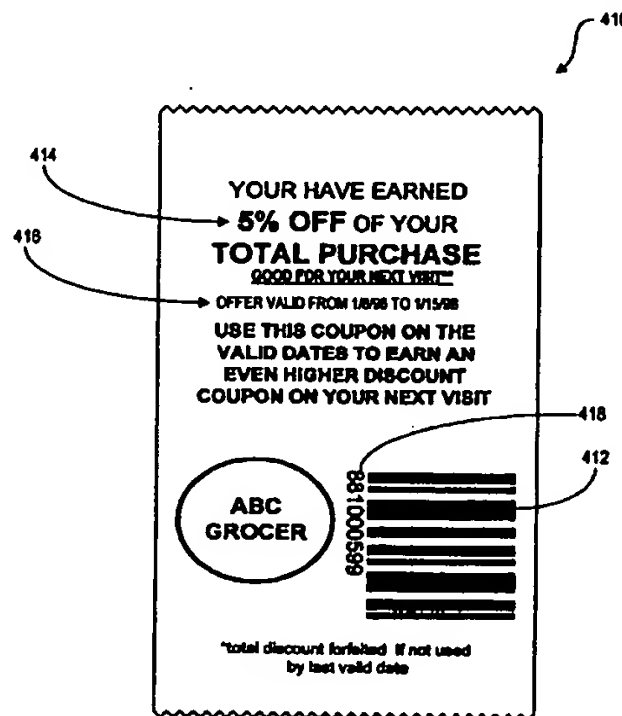 410
414
YOUR HAVE EARNED
5% OFF OF YOUR
416
TOTAL PURCHASE
GOOD FOR YOUR NEXT VISIT**
OFFER VALID FROM 1/8/98 TO 1/15/98
USE THIS COUPON ON THE
VALID DATES TO EARN AN
EVEN HIGHER DISCOUNT
COUPON ON YOUR NEXT VISIT
418
412
881000599
ABC
GROCER
*total discount forfeited if not used
by last valid date